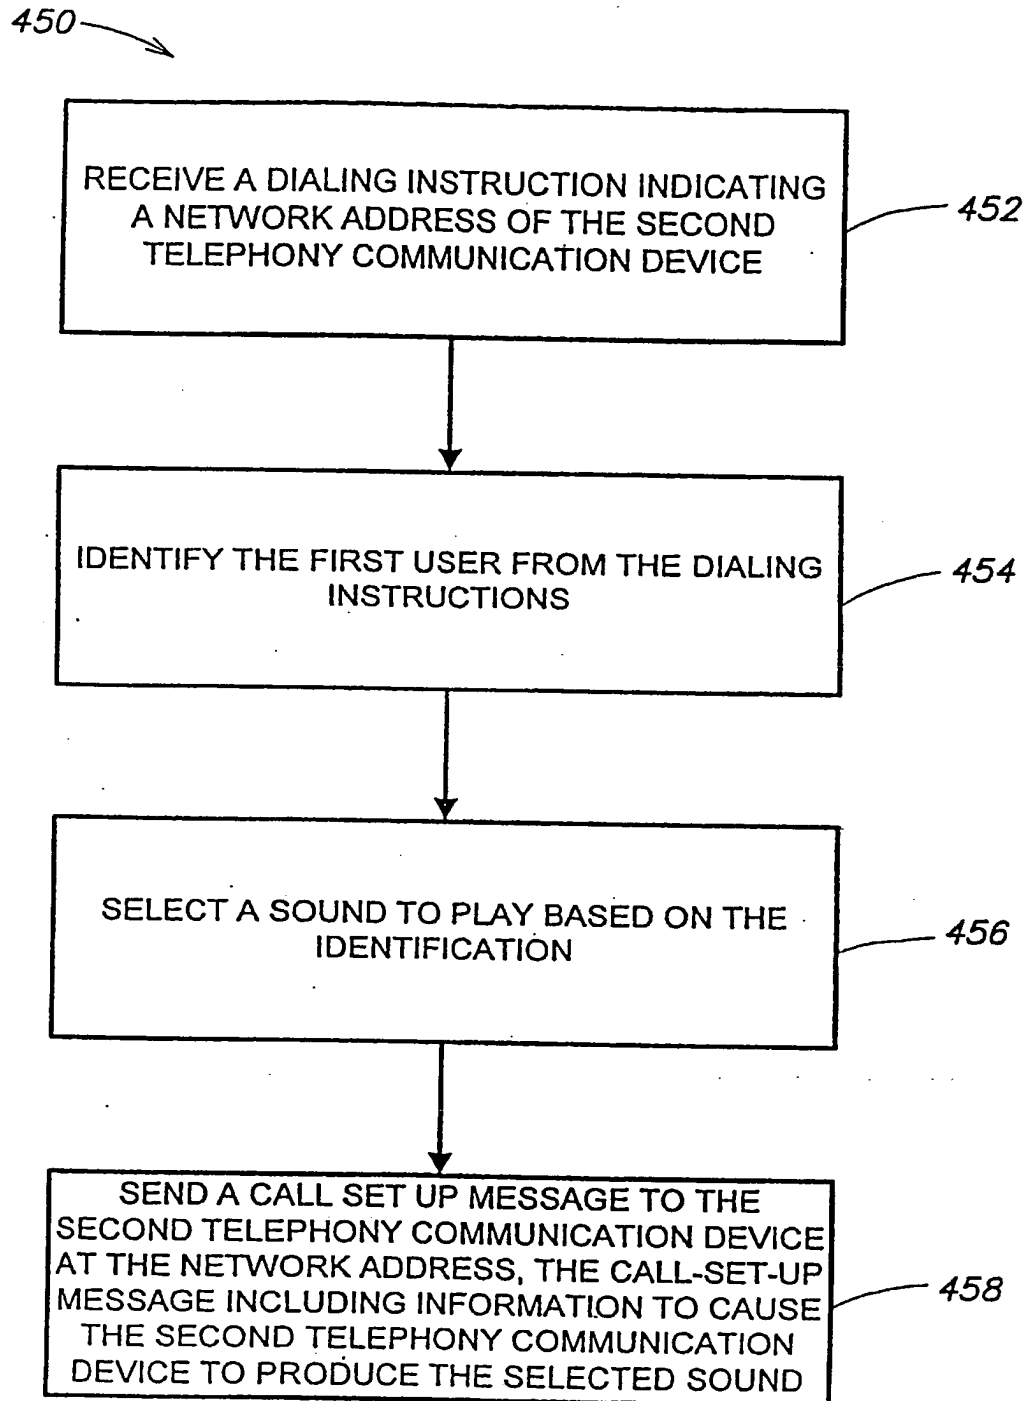 450
RECEIVE A DIALING INSTRUCTION INDICATING
A NETWORK ADDRESS OF THE SECOND
TELEPHONY COMMUNICATION DEVICE
452
IDENTIFY THE FIRST USER FROM THE DIALING
INSTRUCTIONS
454
SELECT A SOUND TO PLAY BASED ON THE
IDENTIFICATION
456
SEND A CALL SET UP MESSAGE TO THE
SECOND TELEPHONY COMMUNICATION DEVICE
AT THE NETWORK ADDRESS, THE CALL-SET-UP
MESSAGE INCLUDING INFORMATION TO CAUSE
THE SECOND TELEPHONY COMMUNICATION
DEVICE TO PRODUCE THE SELECTED SOUND
458